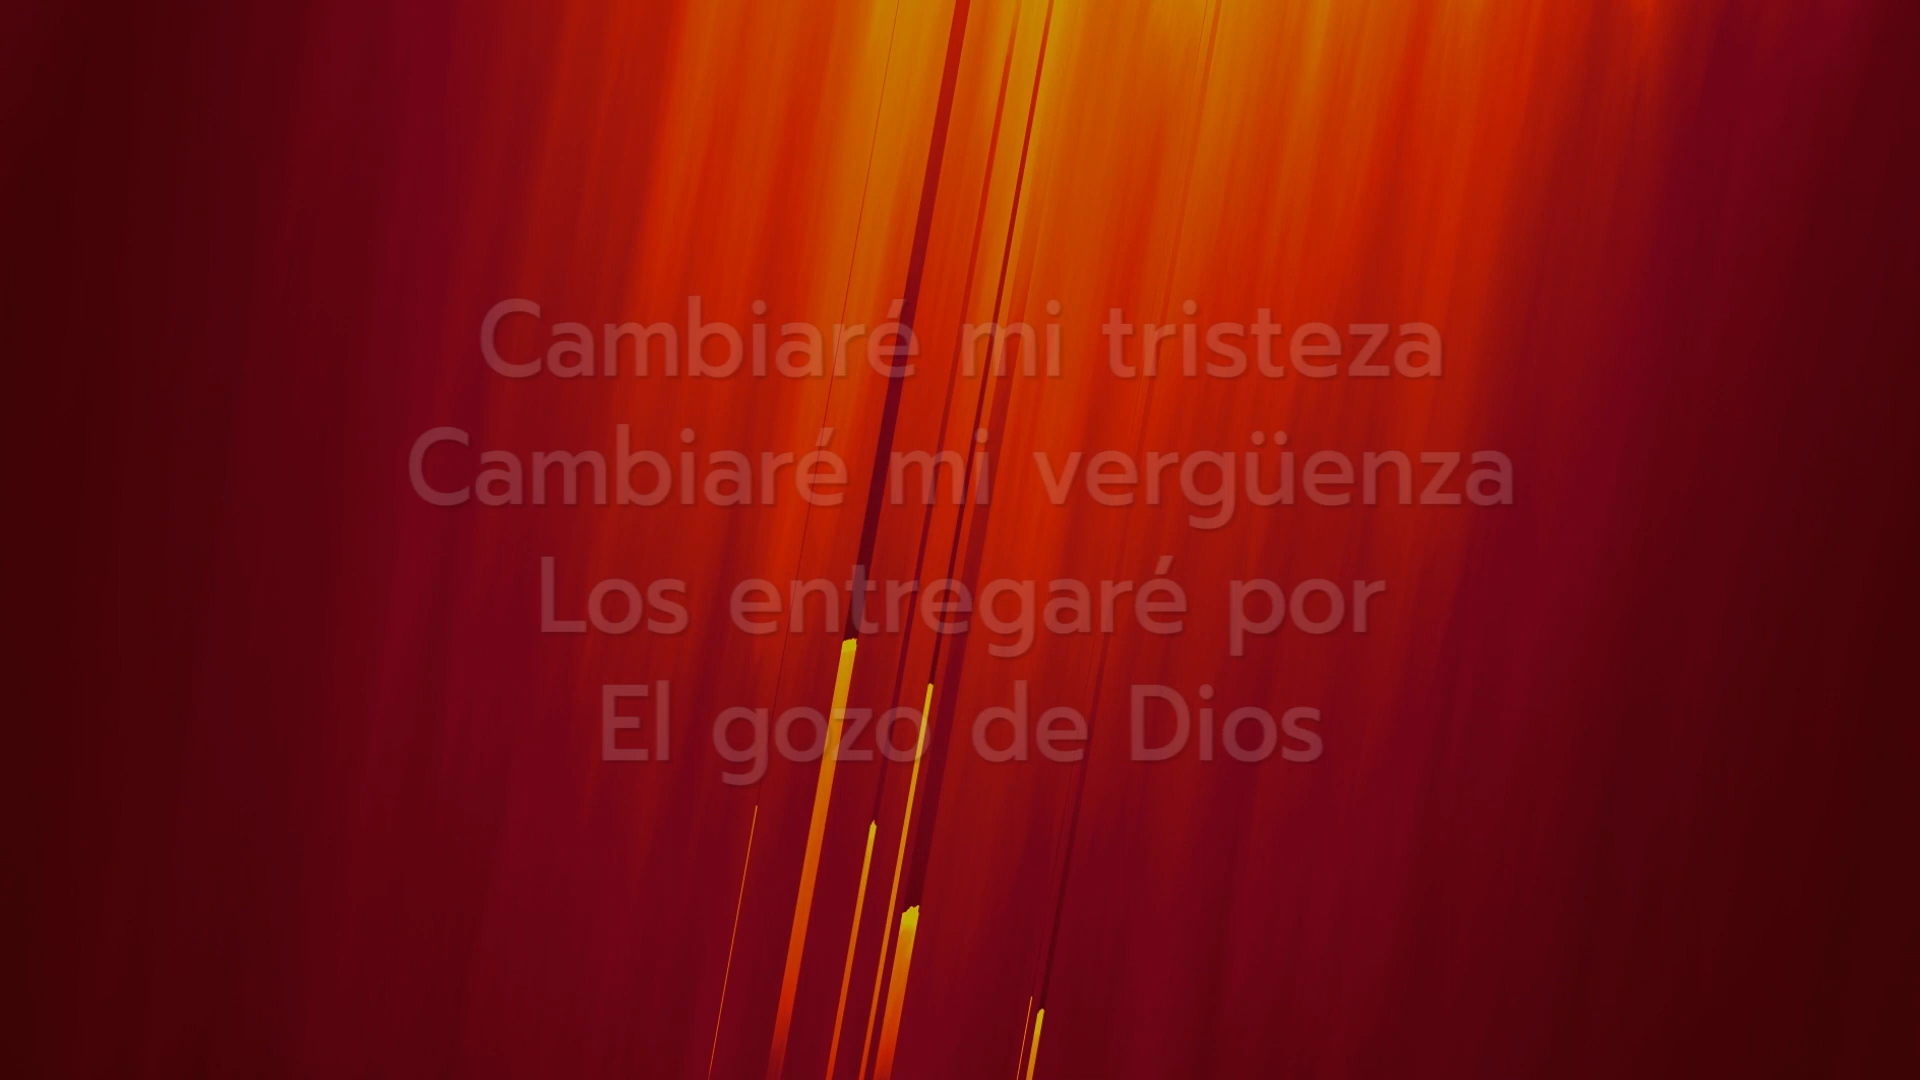 Cambiaré mi tristeza
Cambiaré mi vergüenza
Los entregaré por
El gozo de Dios